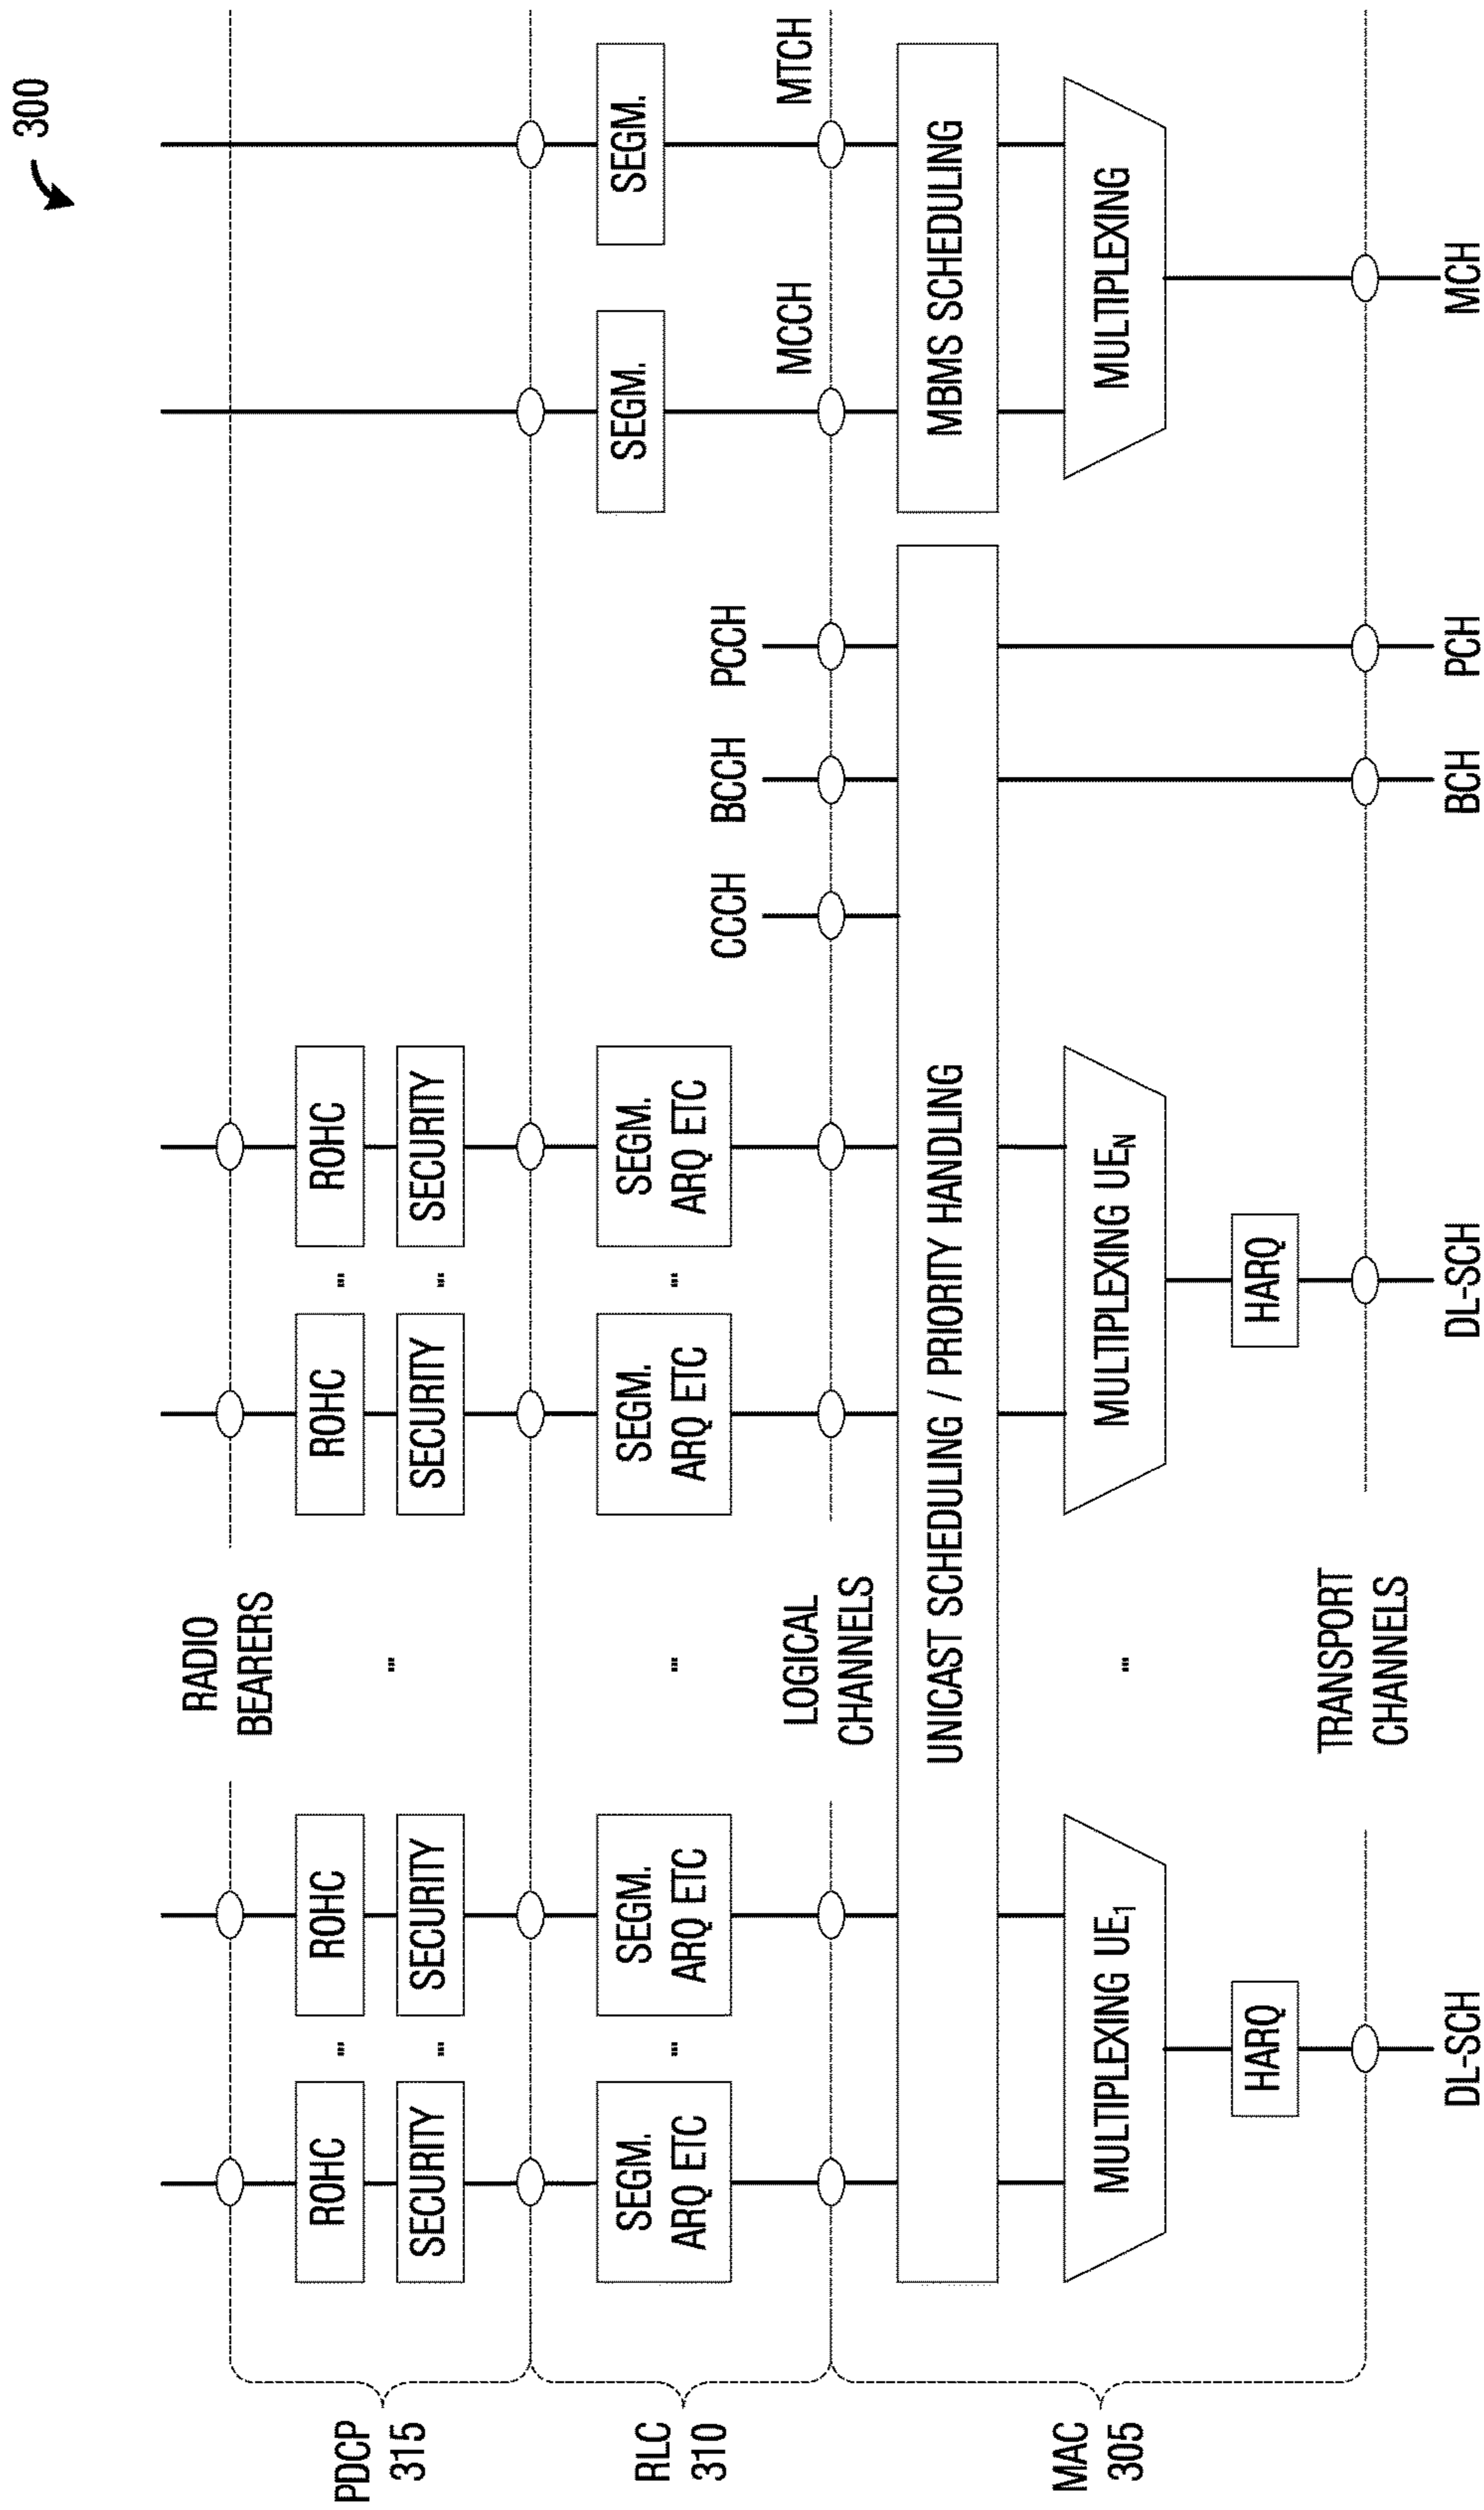 300
RADIO
BEARERS
PDCP
315
ROHC
...
ROHC
ROHC
...
ROHC
SECURITY
...
SECURITY
...
SECURITY
...
SECURITY
RLC
310
SEGM.
ARQ ETC
...
SEGM.
ARQ ETC
...
SEGM.
ARQ ETC
...
SEGM.
ARQ ETC
SEGM.
SEGM.
LOGICAL
CHANNELS
CCCH
BCCH
PCCH
MCCH
MTCH
MAC
305
UNICAST SCHEDULING / PRIORITY HANDLING
MBMS SCHEDULING
MULTIPLEXING UE1
...
MULTIPLEXING UEN
MULTIPLEXING
HARQ
HARQ
TRANSPORT
CHANNELS
DL-SCH
DL-SCH
BCH
PCH
MCH